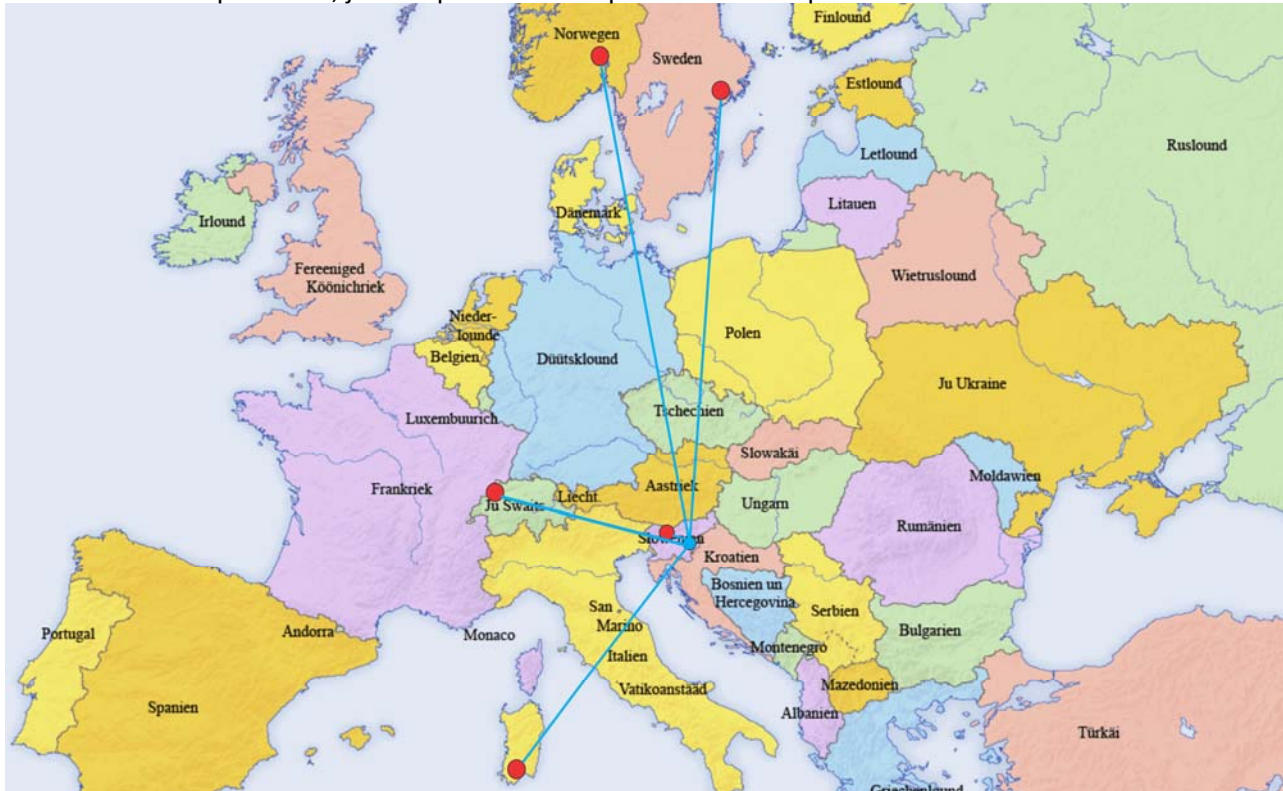 Finlound
Norwegen
Sweden
Estlound
Ruslound
Letlound
Litauen
Dänemark
Irlound
Fereeniged
Köönichriek
Wietruslound
Nieder-
lounde
Polen
Belgien
Düütsklound
Ju Ukraine
Tschechien
Luxembuurich
Slowakäi
Moldawien
Frankriek
Aastriek
Liecht.
Ju Swaits
Ungarn
Rumänien
Kroatien
Bosnien un
Hercegovina
San
Marino
Serbien
Portugal
Andorra
Monaco
Bulgarien
Montenegro
Italien
Mazedonien
Vatikoanstääd
Spanien
Albanien
Türkäi